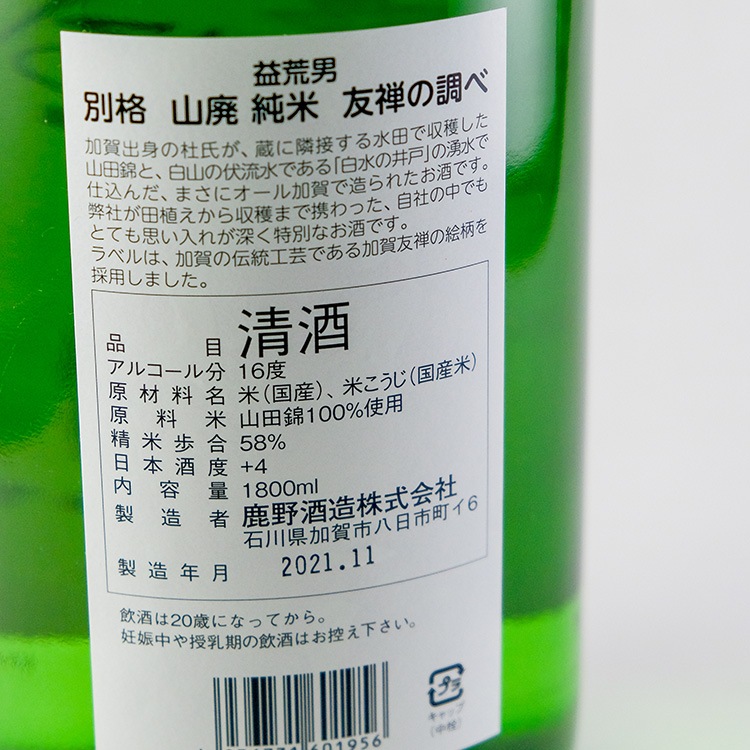 益荒男
別格 山廃 純米 友禅の調べ
加賀出身の杜氏が、蔵に隣接する水田で収穫した
山田錦と、白山の伏流水である「白水の井戸」の湧水で
仕込んだ、まさにオール加賀で造られたお酒です。
弊社が田植えから収穫まで携わった、自社の中でも
とても思い入れが深く特別なお酒です。
ラベルは、加賀の伝統工芸である加賀友禅の絵柄を
採用しました。
品目 清酒
アルコール分 16度
原材料名 米(国産)、米こうじ(国産米)
原料米 山田錦100%使用
精米歩合 58%
日本酒度 +4
内容量 1800ml
製造者 鹿野酒造株式会社
石川県加賀市八日市町イ6
製造年月 2021.11
飲酒は20歳になってから。
妊娠中や授乳期の飲酒はお控え下さい。
プラ
キャップ
(中栓)
601956